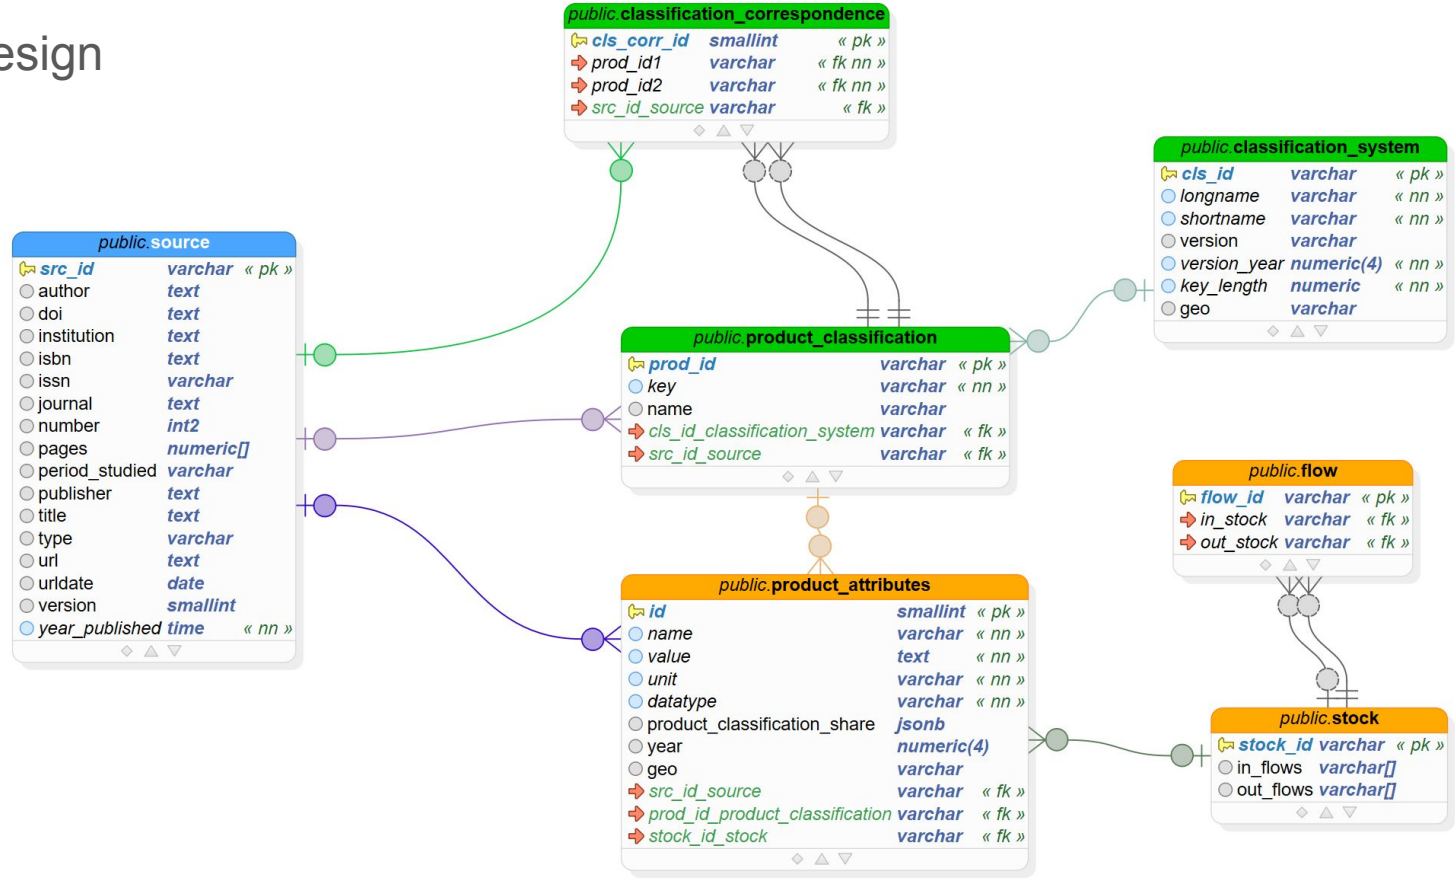 esign
public.classification_correspondence
cls_corr_id smallint « pk »
prod_id1 varchar « fk nn »
prod_id2 varchar « fk nn »
src_id_source varchar « fk »
public.classification_system
cls_id varchar « pk »
longname varchar « nn »
shortname varchar « nn »
version varchar
version_year numeric(4) « nn »
key_length numeric « nn »
geo varchar
public.source
src_id varchar « pk »
author text
doi text
institution text
isbn text
issn varchar
journal text
number int2
pages numeric[]
period_studied varchar
publisher text
title text
type varchar
url text
urldate date
version smallint
year_published time « nn »
public.product_classification
prod_id varchar « pk »
key varchar « nn »
name varchar
cls_id_classification_system varchar « fk »
src_id_source varchar « fk »
public.flow
flow_id varchar « pk »
in_stock varchar « fk »
out_stock varchar « fk »
public.product_attributes
id smallint « pk »
name varchar « nn »
value text « nn »
unit varchar « nn »
datatype varchar « nn »
product_classification_share jsonb
year numeric(4)
geo varchar
src_id_source varchar « fk »
prod_id_product_classification varchar « fk »
stock_id_stock varchar « fk »
public.stock
stock_id varchar « pk »
in_flows varchar[]
out_flows varchar[]